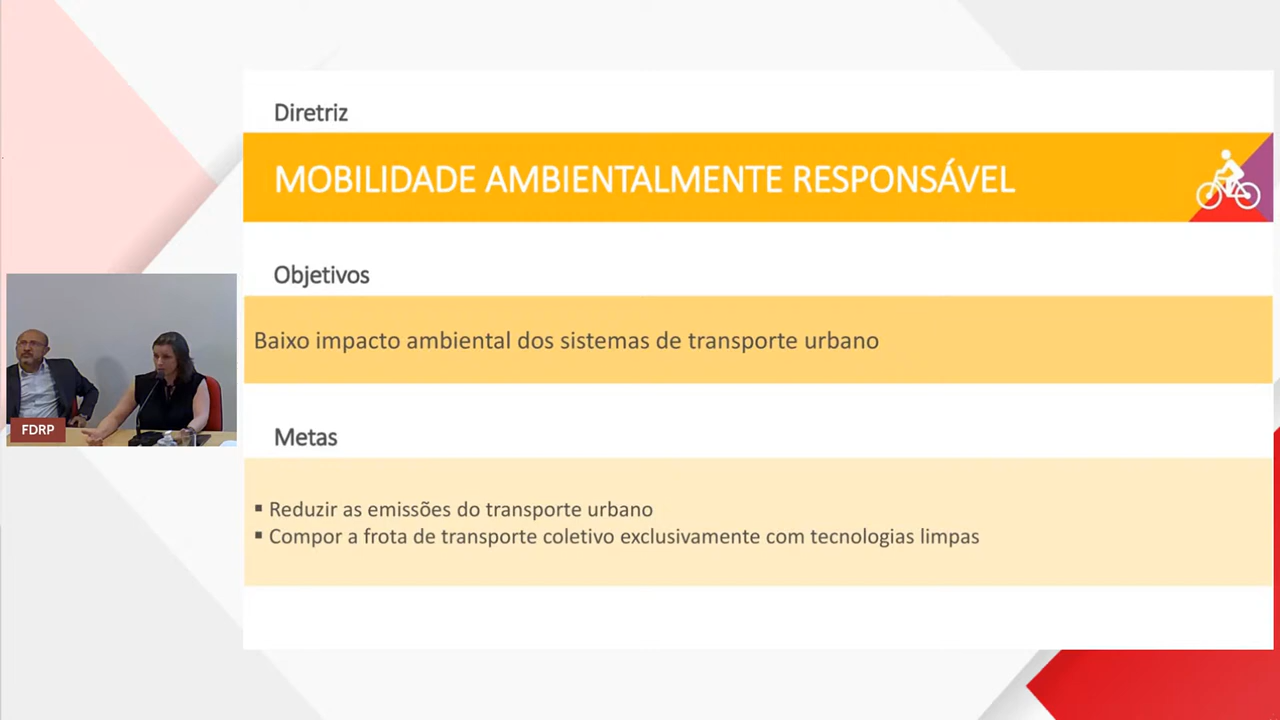 Diretriz
MOBILIDADE AMBIENTALMENTE RESPONSÁVEL
Objetivos
Baixo impacto ambiental dos sistemas de transporte urbano
FDRP
Metas
▪ Reduzir as emissões do transporte urbano
▪ Compor a frota de transporte coletivo exclusivamente com tecnologias limpas